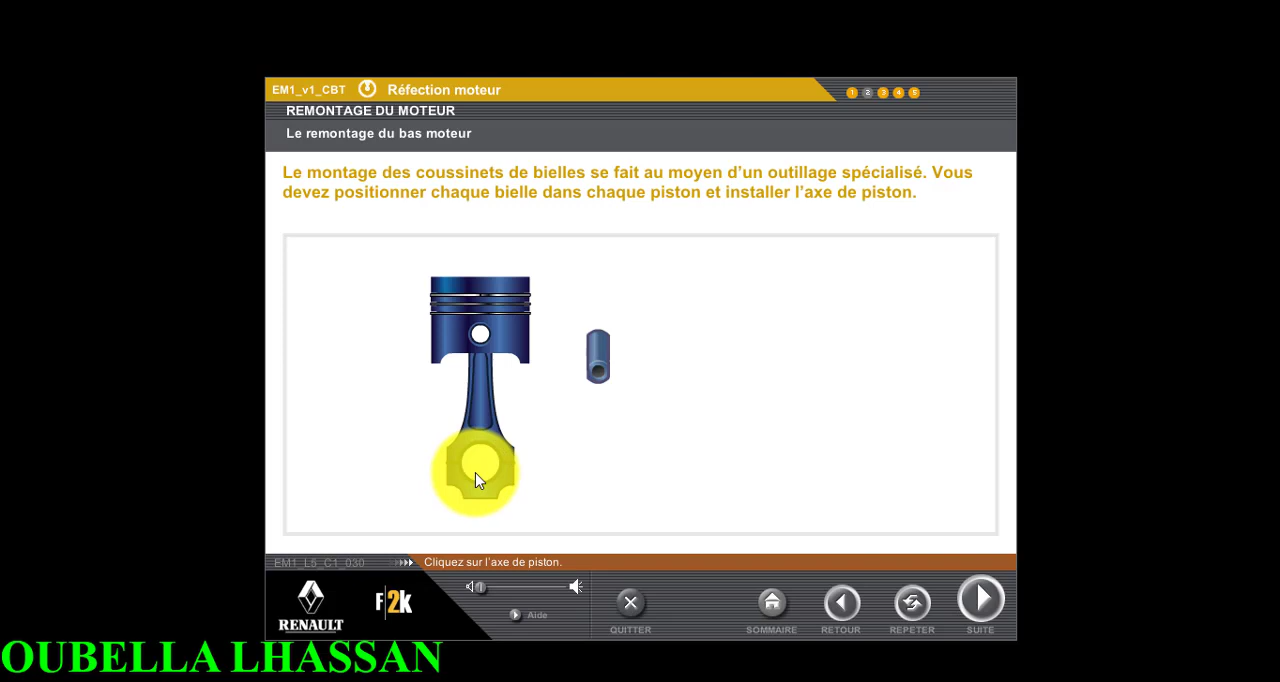 EM1_v1_CBT Réfection moteur 1 2 3 4 5
REMONTAGE DU MOTEUR
Le remontage du bas moteur
Le montage des coussinets de bielles se fait au moyen d’un outillage spécialisé. Vous
devez positionner chaque bielle dans chaque piston et installer l’axe de piston.
EM1_L5_C1_030 Cliquez sur l’axe de piston.
F2k
Aide
RENAULT QUITTER SOMMAIRE RETOUR REPETER SUITE
OUBELLA LHASSAN